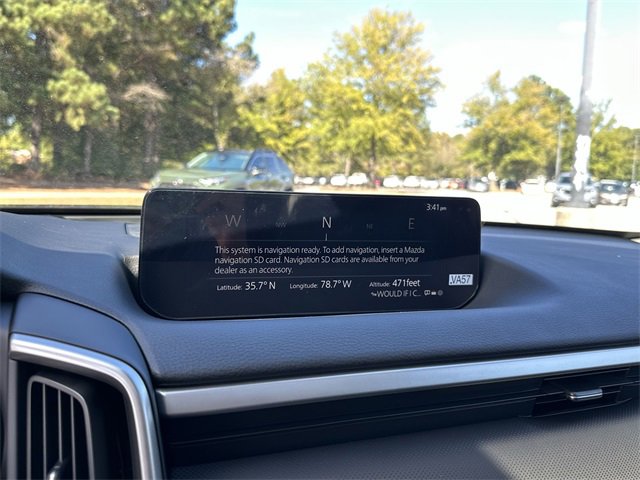 3:41 pm
W NW N NE E
This system is navigation ready. To add navigation, insert a Mazda
navigation SD card. Navigation SD cards are available from your
dealer as an accessory.
Latitude: 35.7° N Longitude: 78.7° W Altitude: 471feet
WOULD IF I C...
VA57